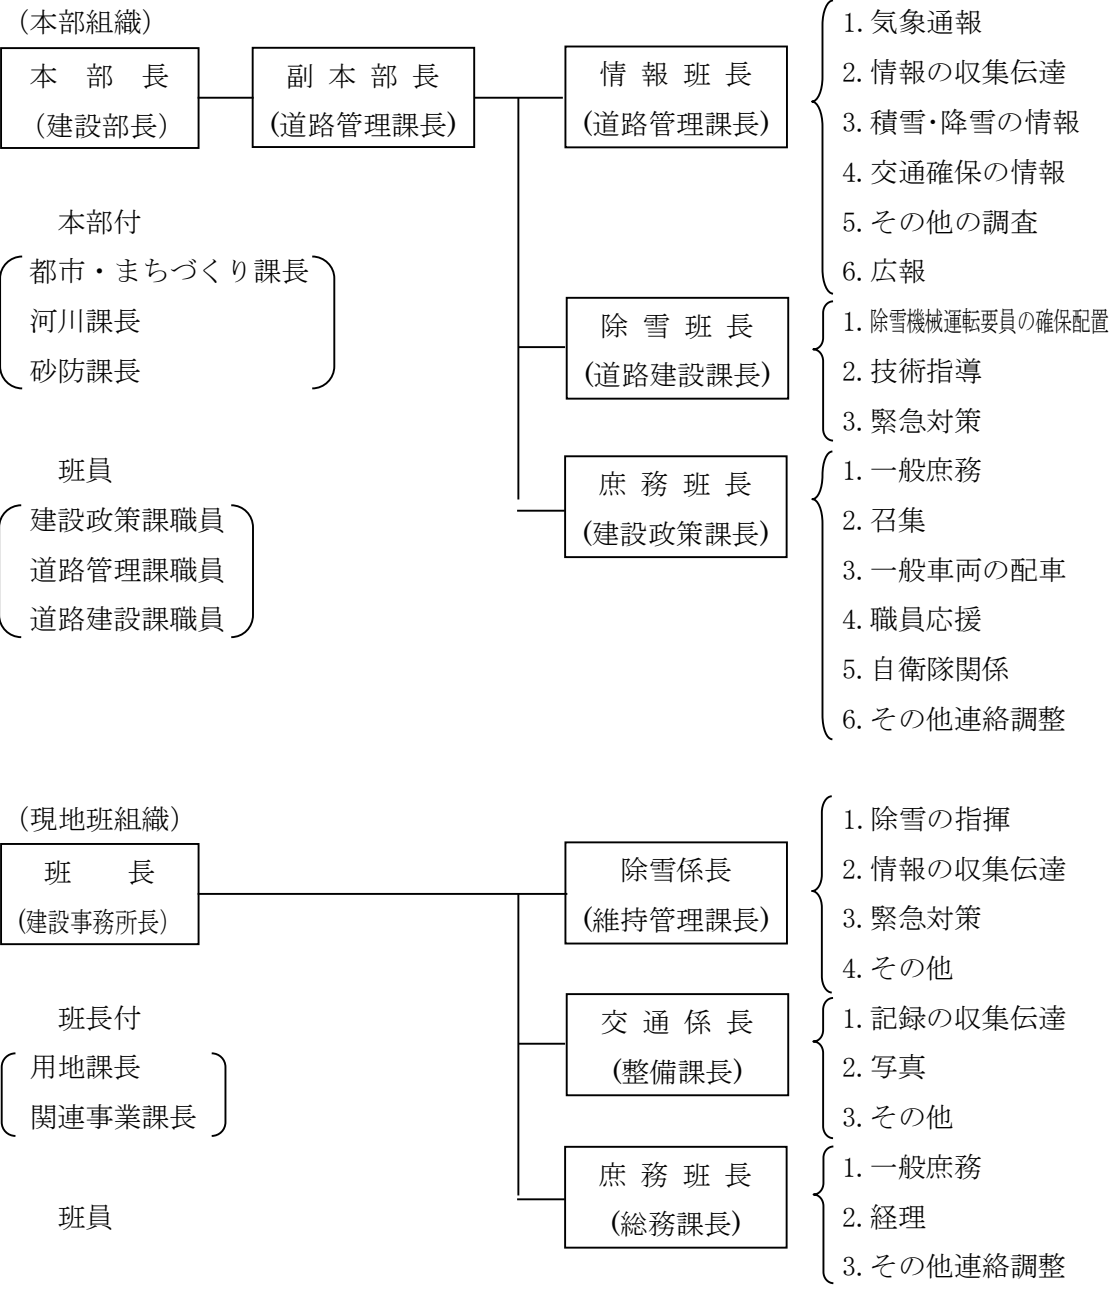 （本部組織）
本　部　長
（建設部長）
副 本 部 長
(道路管理課長)
情 報 班 長
(道路管理課長)
1. 気象通報
2. 情報の収集伝達
3. 積雪・降雪の情報
4. 交通確保の情報
5. その他の調査
6. 広報
本部付
都市・まちづくり課長
河川課長
砂防課長
除 雪 班 長
(道路建設課長)
1. 除雪機械運転要員の確保配置
2. 技術指導
3. 緊急対策
班員
建設政策課職員
道路管理課職員
道路建設課職員
庶 務 班 長
(建設政策課長)
1. 一般庶務
2. 召集
3. 一般車両の配車
4. 職員応援
5. 自衛隊関係
6. その他連絡調整
（現地班組織）
班　　長
(建設事務所長)
除雪係長
(維持管理課長)
1. 除雪の指揮
2. 情報の収集伝達
3. 緊急対策
4. その他
班長付
用地課長
関連事業課長
交 通 係 長
(整備課長)
1. 記録の収集伝達
2. 写真
3. その他
班員
庶 務 班 長
(総務課長)
1. 一般庶務
2. 経理
3. その他連絡調整